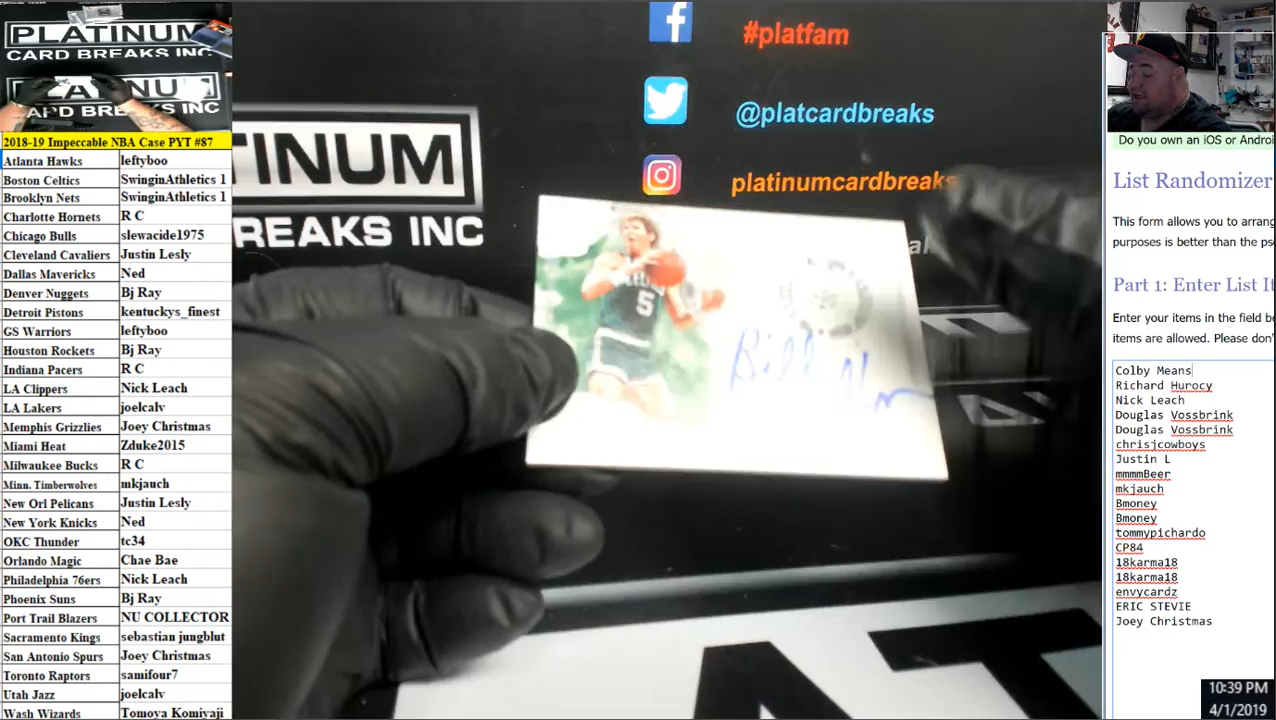 PLATINUM
CARD BREAKS INC
2018-19 Impeccable NBA Case PYT #87
Atlanta Hawks leftyboo
Boston Celtics SwinginAthletics 1
Brooklyn Nets SwinginAthletics 1
Charlotte Hornets R C
Chicago Bulls slewacide1975
Cleveland Cavaliers Justin Lesly
Dallas Mavericks Ned
Denver Nuggets Bj Ray
Detroit Pistons kentuckys_finest
GS Warriors leftyboo
Houston Rockets Bj Ray
Indiana Pacers R C
LA Clippers Nick Leach
LA Lakers joelcalv
Memphis Grizzlies Joey Christmas
Miami Heat Zduke2015
Milwaukee Bucks R C
Minn. Timberwolves mkjauch
New Orl Pelicans Justin Lesly
New York Knicks Ned
OKC Thunder tc34
Orlando Magic Chae Bae
Philadelphia 76ers Nick Leach
Phoenix Suns Bj Ray
Port Trail Blazers NU COLLECTOR
Sacramento Kings sebastian jungblut
San Antonio Spurs Joey Christmas
Toronto Raptors samifour7
Utah Jazz joelcalv
Wash Wizards Tomoya Komiyaji
#platfam
@platcardbreaks
platinumcardbreaks
TINUM
REAKS INC
5
Bill
Do you own an iOS or Androi
List Randomizer
This form allows you to arrang
purposes is better than the pse
Part 1: Enter List It
Enter your items in the field be
items are allowed. Please don'
Colby Means
Richard Hurocy
Nick Leach
Douglas Vossbrink
Douglas Vossbrink
chrisjcowboys
Justin L
mmmmBeer
mkjauch
Bmoney
Bmoney
tommypichardo
CP84
18karma18
18karma18
envycardz
ERIC STEVIE
Joey Christmas
10:39 PM
4/1/2019